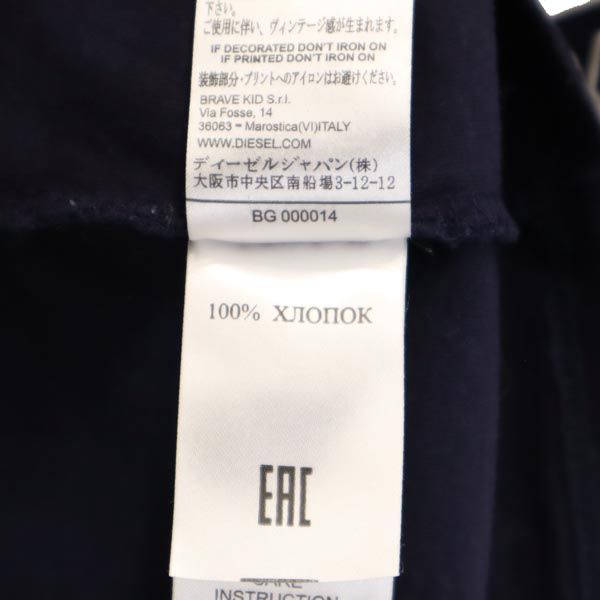 下さい。
ご使用に伴い、ヴィンテージ感が生まれます。
IF DECORATED DON'T IRON ON
IF PRINTED DON'T IRON ON
装飾部分・プリントへのアイロンはお避けください。
BRAVE KID S.r.l.
Via Fosse, 14
36063 – Marostica(VI)ITALY
WWW.DIESEL.COM
ディーゼルジャパン(株)
大阪市中央区南船場3-12-12
BG 000014
100% ХЛОПОК
EAC
CARE
INSTRUCTION